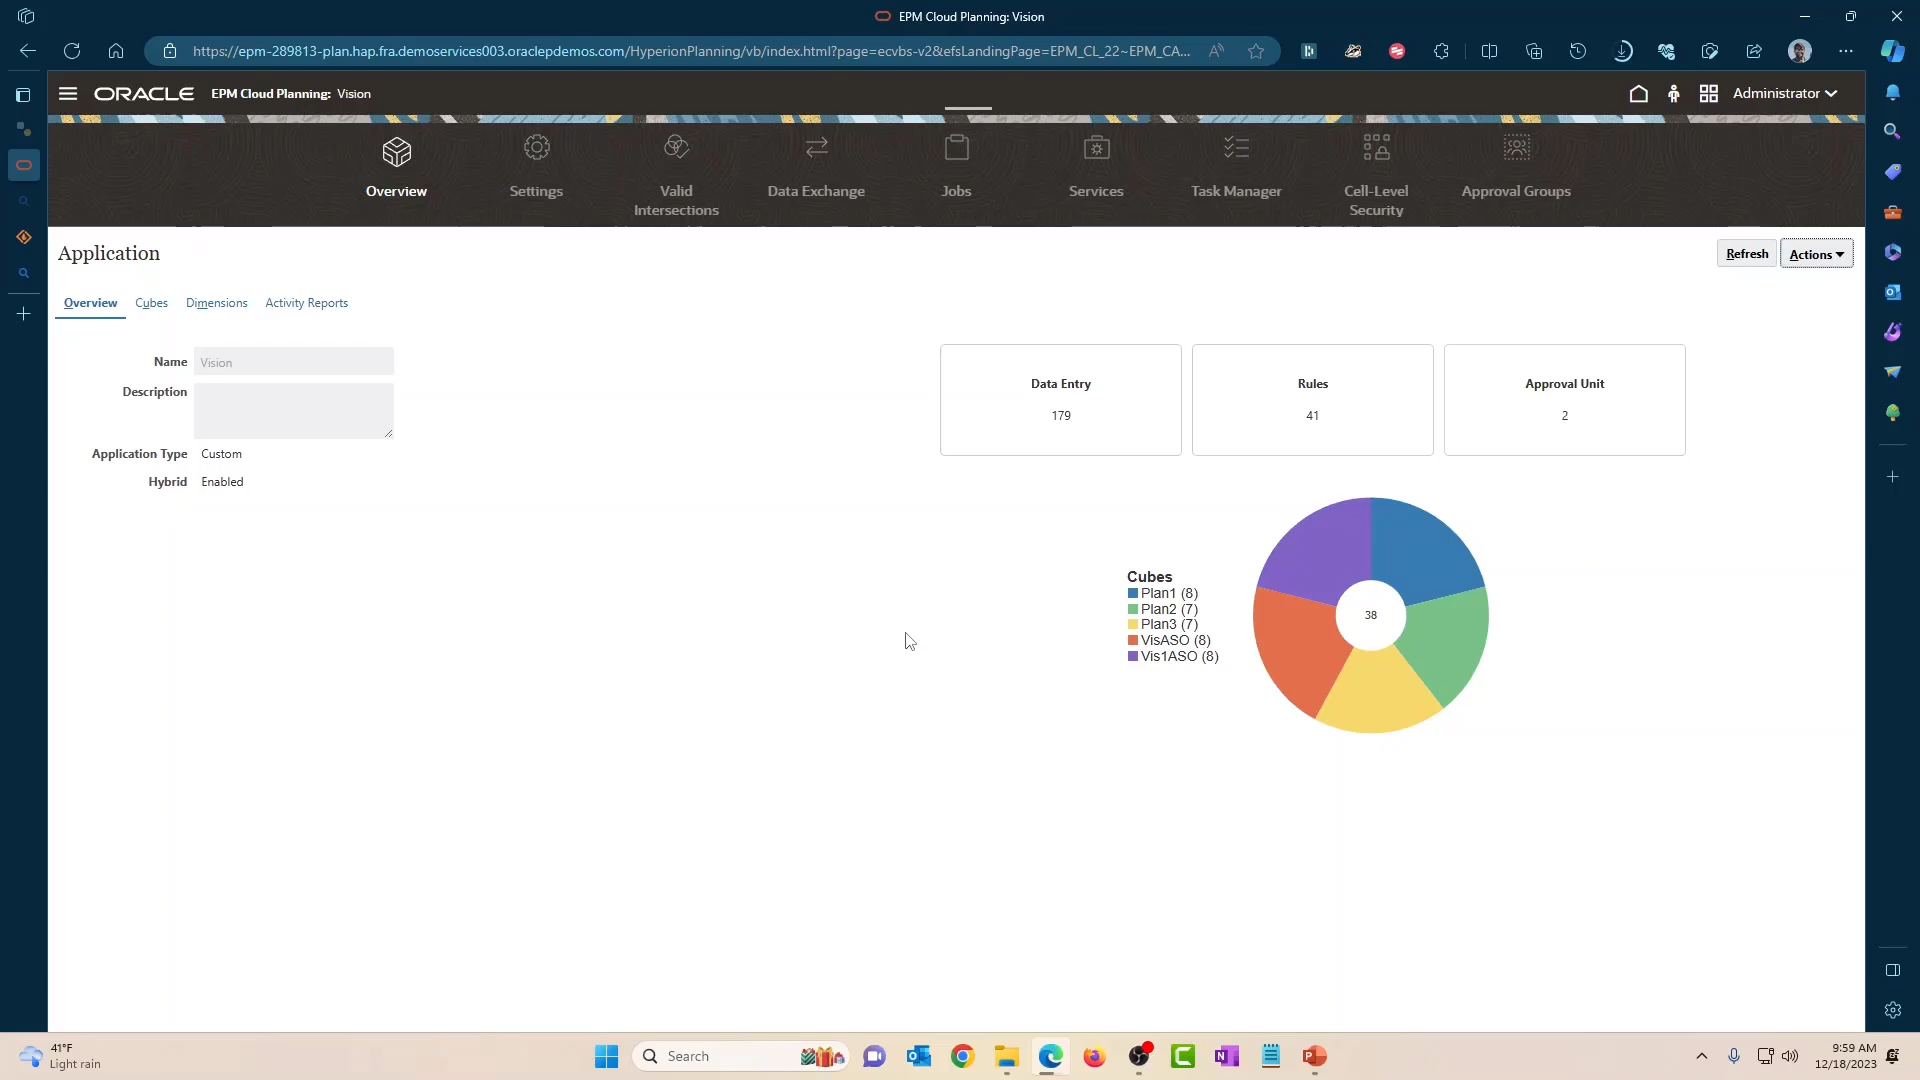 EPM Cloud Planning: Vision
https://epm-289813-plan.hap.fra.demoservices003.oraclepdemos.com/HyperionPlanning/vb/index.html?page=ecvbs-v2&efsLandingPage=EPM_CL_22~EPM_CA...
ORACLE EPM Cloud Planning: Vision
Administrator
Overview
Settings
Valid
Intersections
Data Exchange
Jobs
Services
Task Manager
Cell-Level
Security
Approval Groups
Application
Refresh
Actions
Overview Cubes Dimensions Activity Reports
Name Vision
Description
Application Type Custom
Hybrid Enabled
Data Entry
179
Rules
41
Approval Unit
2
Cubes
Plan1 (8)
Plan2 (7)
Plan3 (7)
VisASO (8)
Vis1ASO (8)
38
41°F
Light rain
Search
9:59 AM
12/18/2023